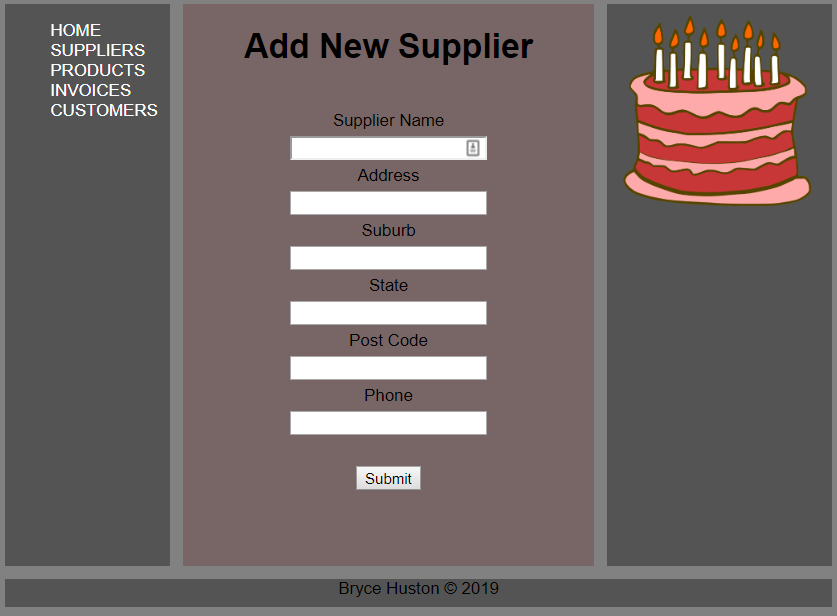 HOME
SUPPLIERS
PRODUCTS
INVOICES
CUSTOMERS
Add New Supplier
Supplier Name
Address
Suburb
State
Post Code
Phone
Submit
Bryce Huston © 2019